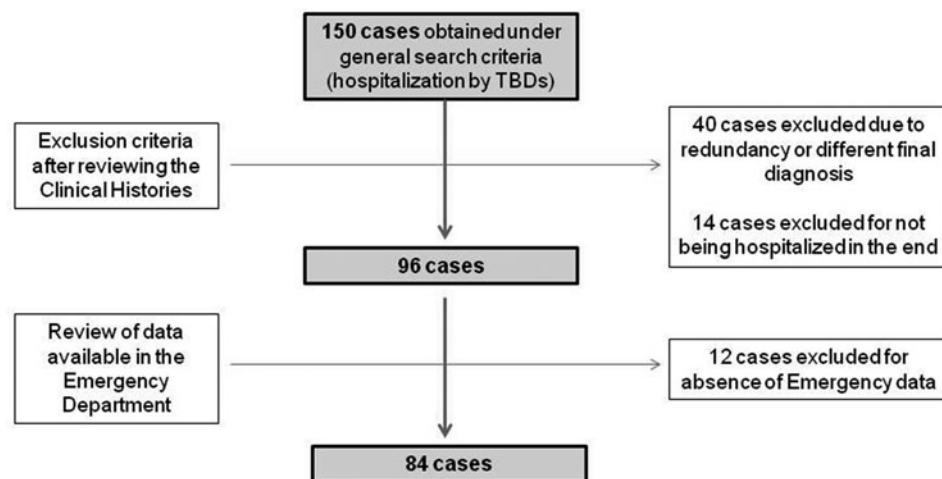 150 cases obtained under
general search criteria
(hospitalization by TBDs)
Exclusion criteria
after reviewing the
Clinical Histories
40 cases excluded due to
redundancy or different final
diagnosis
14 cases excluded for not
being hospitalized in the end
96 cases
Review of data
available in the
Emergency
Department
12 cases excluded for
absence of Emergency data
84 cases